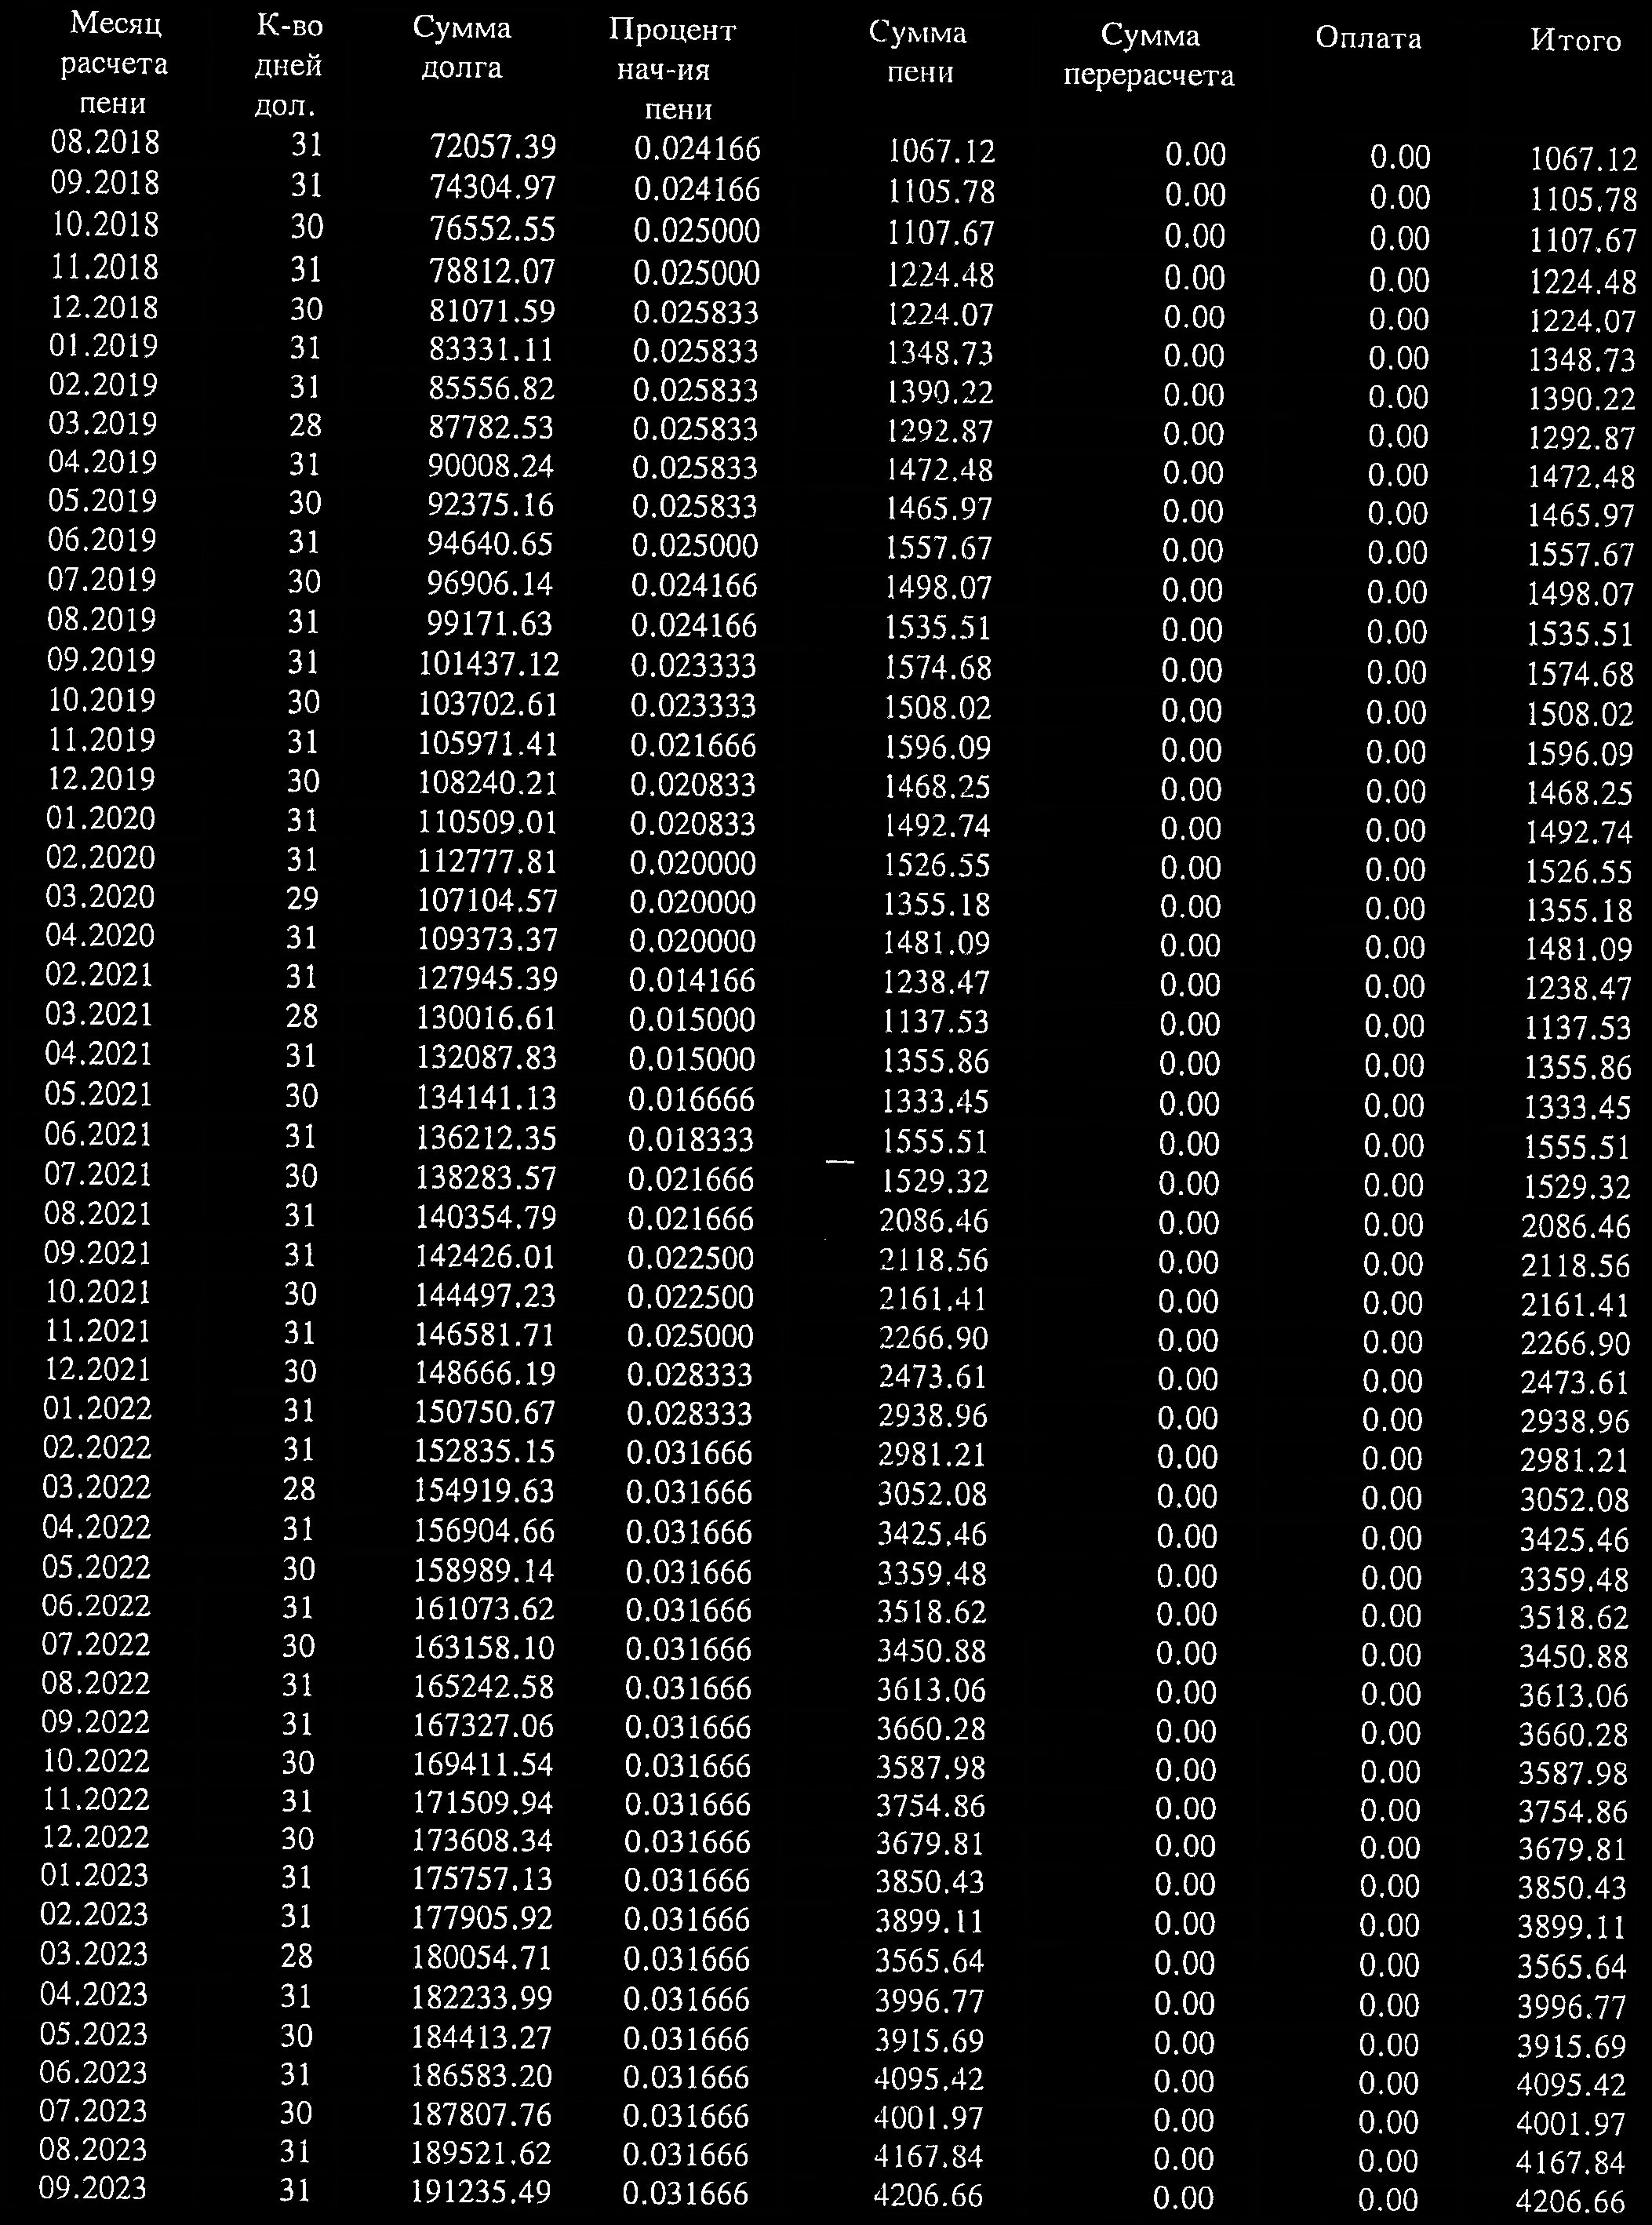 Месяц К-во Сумма Процент Сумма Сумма Оплата Итого
расчета дней долга нач-ия пени перерасчета
пени дол. пени
08.2018 31 72057.39 0.024166 1067.12 0.00 0.00 1067.12
09.2018 31 74304.97 0.024166 1105.78 0.00 0.00 1105.78
10.2018 30 76552.55 0.025000 1107.67 0.00 0.00 1107.67
11.2018 31 78812.07 0.025000 1224.48 0.00 0.00 1224.48
12.2018 30 81071.59 0.025833 1224.07 0.00 0.00 1224.07
01.2019 31 83331.11 0.025833 1348.73 0.00 0.00 1348.73
02.2019 31 85556.82 0.025833 1390.22 0.00 0.00 1390.22
03.2019 28 87782.53 0.025833 1292.87 0.00 0.00 1292.87
04.2019 31 90008.24 0.025833 1472.48 0.00 0.00 1472.48
05.2019 30 92375.16 0.025833 1465.97 0.00 0.00 1465.97
06.2019 31 94640.65 0.025000 1557.67 0.00 0.00 1557.67
07.2019 30 96906.14 0.024166 1498.07 0.00 0.00 1498.07
08.2019 31 99171.63 0.024166 1535.51 0.00 0.00 1535.51
09.2019 31 101437.12 0.023333 1574.68 0.00 0.00 1574.68
10.2019 30 103702.61 0.023333 1508.02 0.00 0.00 1508.02
11.2019 31 105971.41 0.021666 1596.09 0.00 0.00 1596.09
12.2019 30 108240.21 0.020833 1468.25 0.00 0.00 1468.25
01.2020 31 110509.01 0.020833 1492.74 0.00 0.00 1492.74
02.2020 31 112777.81 0.020000 1526.55 0.00 0.00 1526.55
03.2020 29 107104.57 0.020000 1355.18 0.00 0.00 1355.18
04.2020 31 109373.37 0.020000 1481.09 0.00 0.00 1481.09
02.2021 31 127945.39 0.014166 1238.47 0.00 0.00 1238.47
03.2021 28 130016.61 0.015000 1137.53 0.00 0.00 1137.53
04.2021 31 132087.83 0.015000 1355.86 0.00 0.00 1355.86
05.2021 30 134141.13 0.016666 1333.45 0.00 0.00 1333.45
06.2021 31 136212.35 0.018333 1555.51 0.00 0.00 1555.51
07.2021 30 138283.57 0.021666 1529.32 0.00 0.00 1529.32
08.2021 31 140354.79 0.021666 2086.46 0.00 0.00 2086.46
09.2021 31 142426.01 0.022500 2118.56 0.00 0.00 2118.56
10.2021 30 144497.23 0.022500 2161.41 0.00 0.00 2161.41
11.2021 31 146581.71 0.025000 2266.90 0.00 0.00 2266.90
12.2021 30 148666.19 0.028333 2473.61 0.00 0.00 2473.61
01.2022 31 150750.67 0.028333 2938.96 0.00 0.00 2938.96
02.2022 31 152835.15 0.031666 2981.21 0.00 0.00 2981.21
03.2022 28 154919.63 0.031666 3052.08 0.00 0.00 3052.08
04.2022 31 156904.66 0.031666 3425.46 0.00 0.00 3425.46
05.2022 30 158989.14 0.031666 3359.48 0.00 0.00 3359.48
06.2022 31 161073.62 0.031666 3518.62 0.00 0.00 3518.62
07.2022 30 163158.10 0.031666 3450.88 0.00 0.00 3450.88
08.2022 31 165242.58 0.031666 3613.06 0.00 0.00 3613.06
09.2022 31 167327.06 0.031666 3660.28 0.00 0.00 3660.28
10.2022 30 169411.54 0.031666 3587.98 0.00 0.00 3587.98
11.2022 31 171509.94 0.031666 3754.86 0.00 0.00 3754.86
12.2022 30 173608.34 0.031666 3679.81 0.00 0.00 3679.81
01.2023 31 175757.13 0.031666 3850.43 0.00 0.00 3850.43
02.2023 31 177905.92 0.031666 3899.11 0.00 0.00 3899.11
03.2023 28 180054.71 0.031666 3565.64 0.00 0.00 3565.64
04.2023 31 182233.99 0.031666 3996.77 0.00 0.00 3996.77
05.2023 30 184413.27 0.031666 3915.69 0.00 0.00 3915.69
06.2023 31 186583.20 0.031666 4095.42 0.00 0.00 4095.42
07.2023 30 187807.76 0.031666 4001.97 0.00 0.00 4001.97
08.2023 31 189521.62 0.031666 4167.84 0.00 0.00 4167.84
09.2023 31 191235.49 0.031666 4206.66 0.00 0.00 4206.66